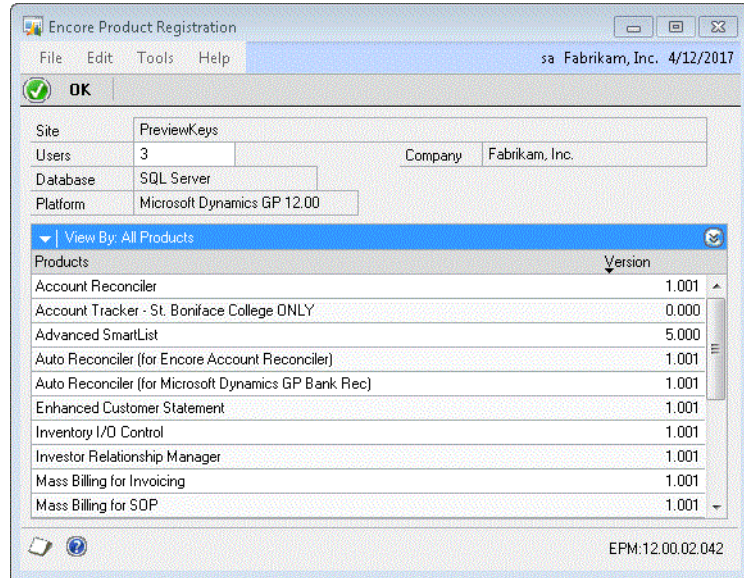 Encore Product Registration
File Edit Tools Help sa Fabrikam, Inc. 4/12/2017
OK
Site PreviewKeys
Users 3 Company Fabrikam, Inc.
Database SQL Server
Platform Microsoft Dynamics GP 12.00
View By: All Products
Products Version
Account Reconciler 1.001
Account Tracker - St. Boniface College ONLY 0.000
Advanced SmartList 5.000
Auto Reconciler (for Encore Account Reconciler) 1.001
Auto Reconciler (for Microsoft Dynamics GP Bank Rec) 1.001
Enhanced Customer Statement 1.001
Inventory I/O Control 1.001
Investor Relationship Manager 1.001
Mass Billing for Invoicing 1.001
Mass Billing for SOP 1.001
EPM:12.00.02.042